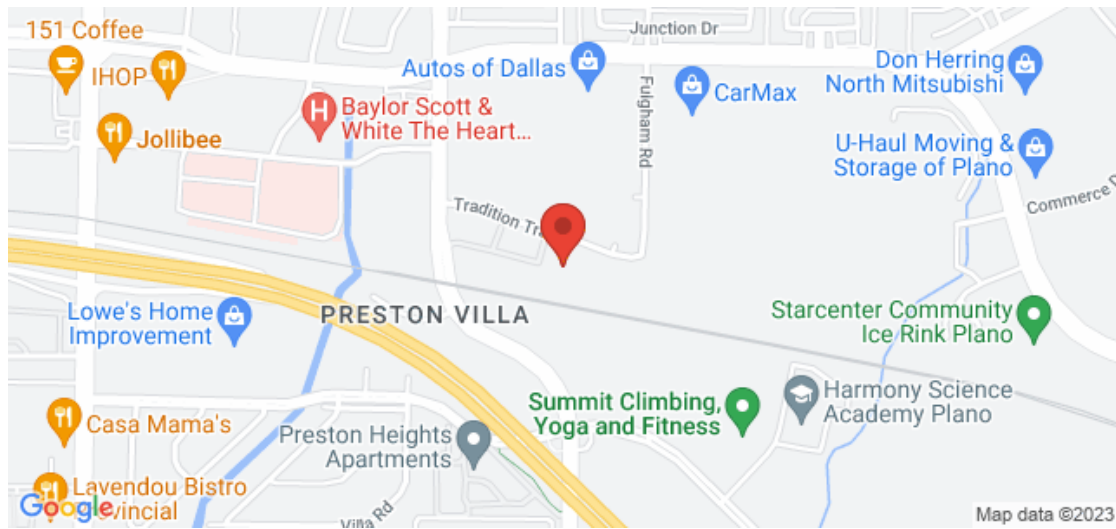 151 Coffee
IHOP
Jollibee
Baylor Scott &
White The Heart...
Autos of Dallas
Junction Dr
Fulgham Rd
CarMax
Don Herring
North Mitsubishi
U-Haul Moving &
Storage of Plano
Commerce D
Tradition Tra
PRESTON VILLA
Lowe's Home
Improvement
Starcenter Community
Ice Rink Plano
Summit Climbing,
Yoga and Fitness
Harmony Science
Academy Plano
Casa Mama's
Preston Heights
Apartments
Lavendou Bistro
Provincial
Villa Rd
Google
Map data ©2023